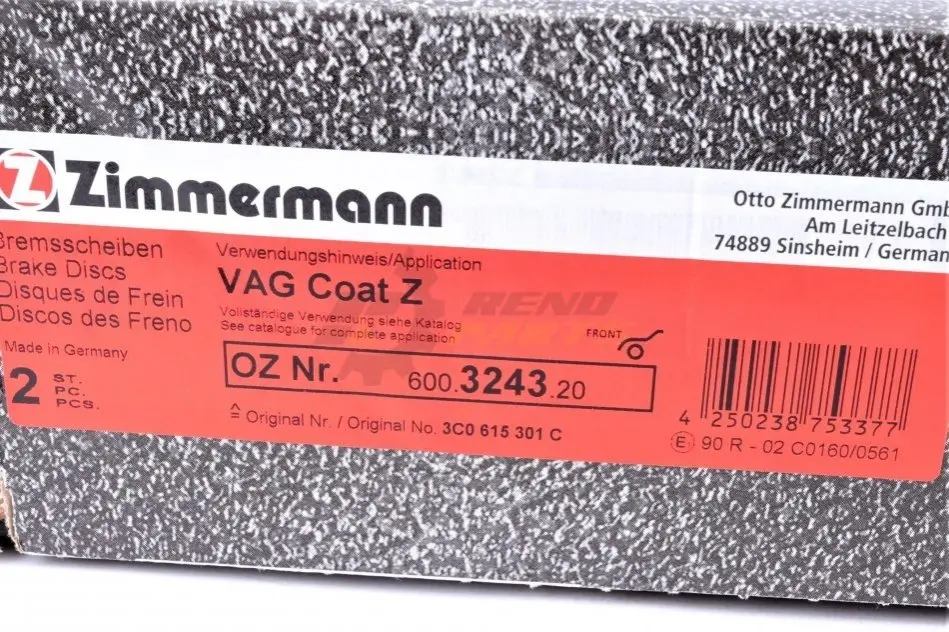 Z Zimmermann
Otto Zimmermann Gmb
Am Leitzelbach
74889 Sinsheim / German
Bremsscheiben
Brake Discs
Disques de Frein
Discos des Freno
Made in Germany
2 ST.
PC.
PCS.
Verwendungshinweis/Application
VAG Coat Z
Vollständige Verwendung siehe Katalog
See catalogue for complete application
RENO
FRONT
OZ Nr. 600.3243.20
≙ Original Nr. / Original No. 3C0 615 301 C
4 250238 753377
E1 90 R - 02 C0160/0561